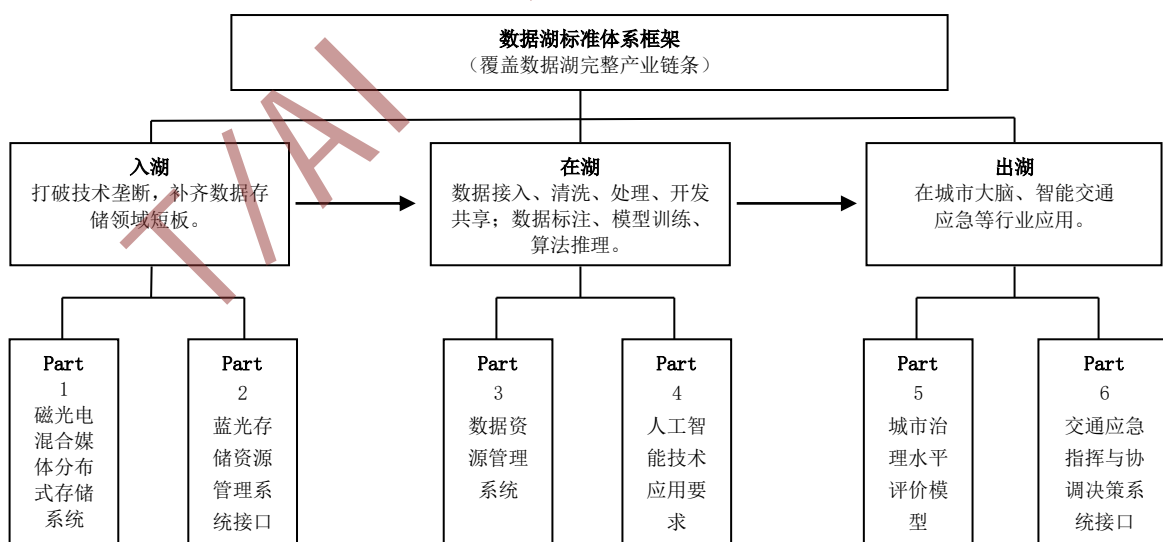 数据湖标准体系框架
（覆盖数据湖完整产业链条）
入湖
打破技术垄断，补齐数据存
储领域短板。
在湖
数据接入、清洗、处理、开发
共享；数据标注、模型训练、
算法推理。
出湖
在城市大脑、智能交通
应急等行业应用。
T/AI
Part
1
磁光电
混合媒
体分布
式存储
系统
Part
2
蓝光存
储资源
管理系
统接口
Part
3
数据资
源管理
系统
Part
4
人工智
能技术
应用要
求
Part
5
城市治
理水平
评价模
型
Part
6
交通应急
指挥与协
调决策系
统接口